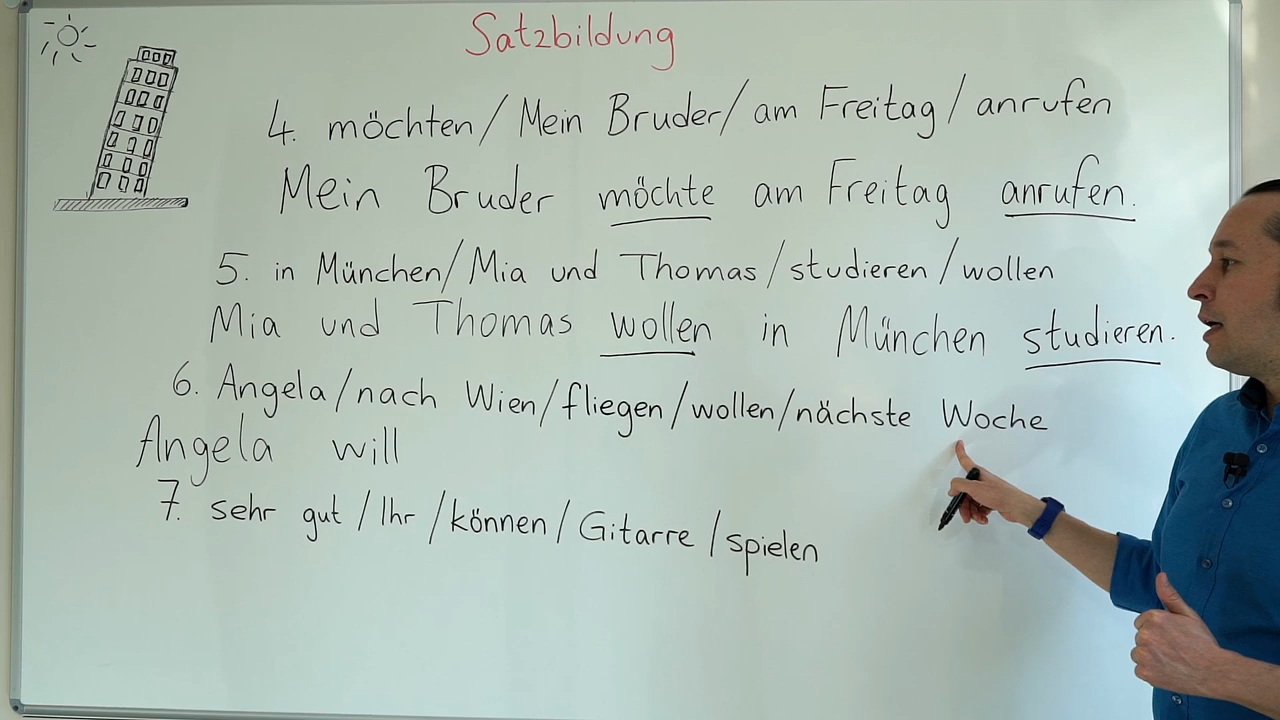 Satzbildung
4. möchten / Mein Bruder / am Freitag / anrufen
Mein Bruder möchte am Freitag anrufen.
5. in München / Mia und Thomas / studieren / wollen
Mia und Thomas wollen in München studieren.
6. Angela / nach Wien / fliegen / wollen / nächste Woche
Angela will
7. sehr gut / Ihr / können / Gitarre / spielen